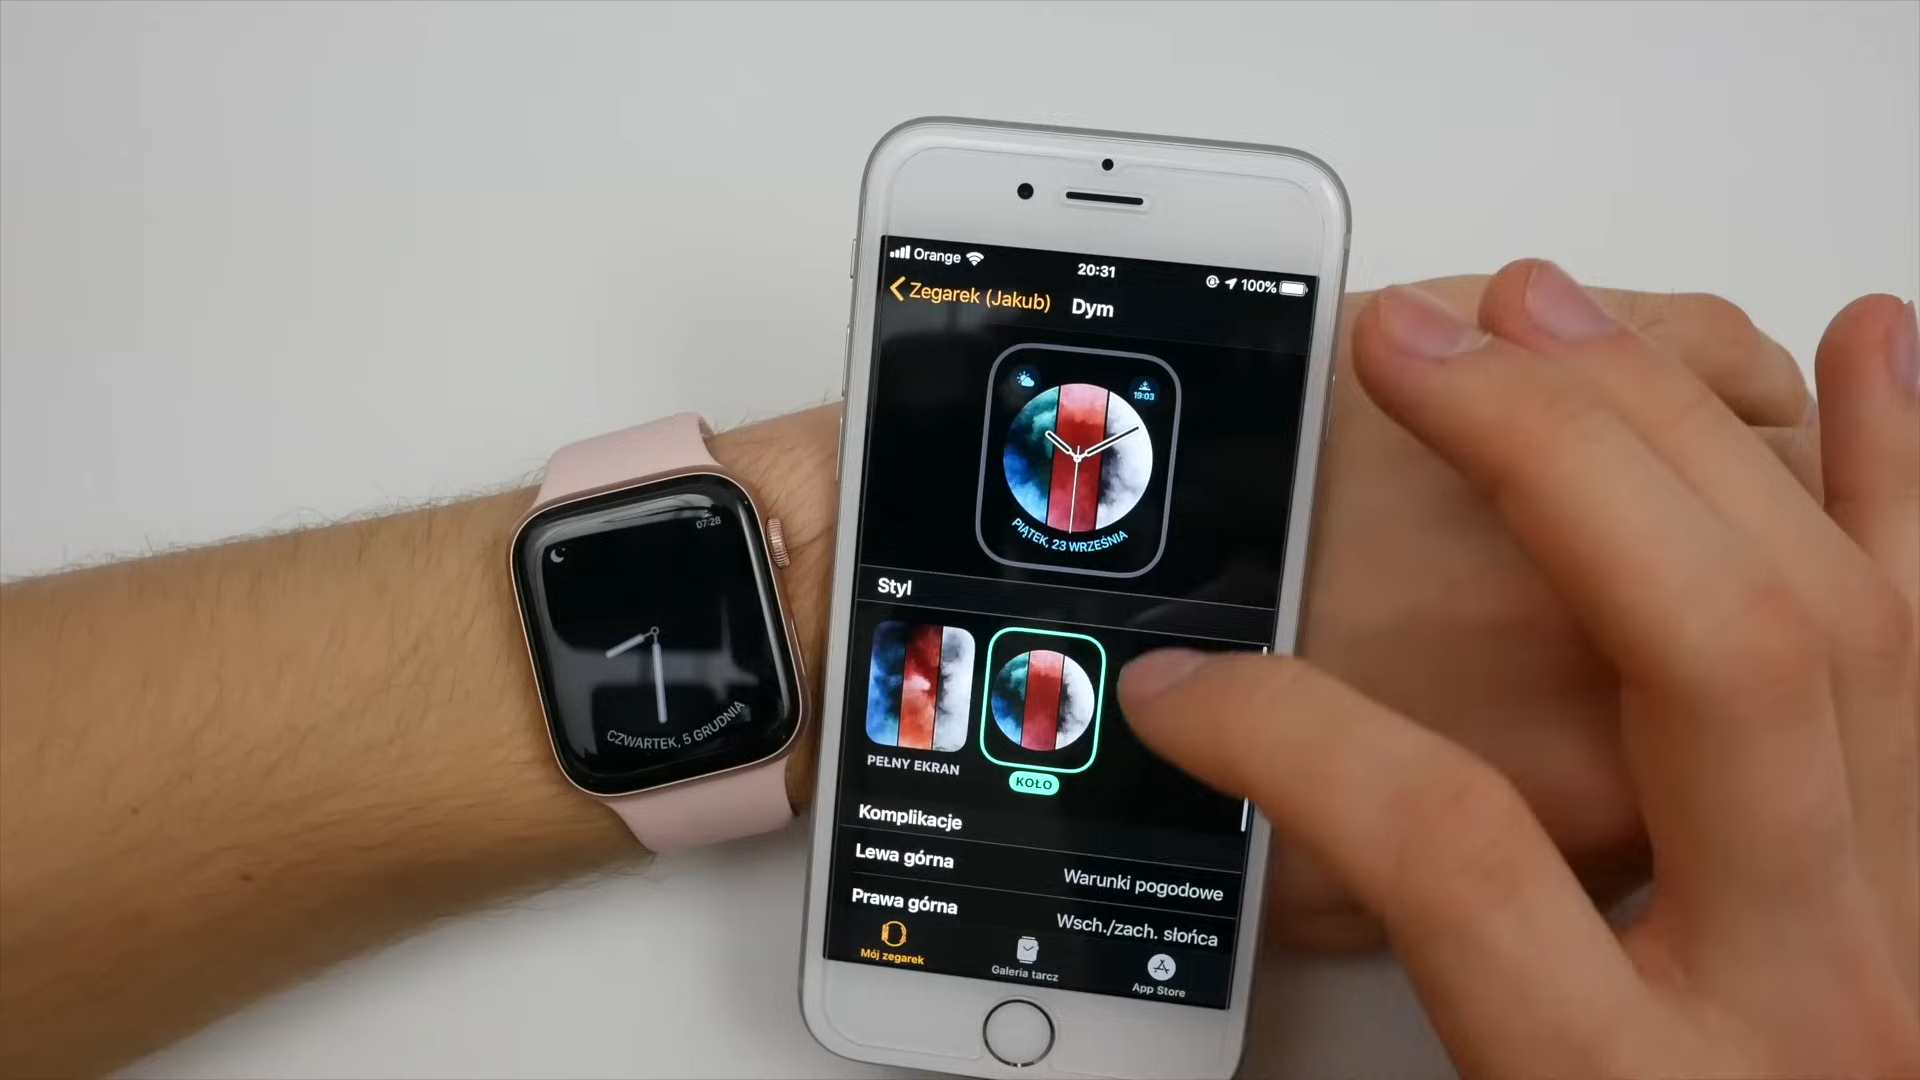 Orange
20:31
100%
Zegarek (Jakub)
Dym
19:03
PIĄTEK, 23 WRZEŚNIA
Styl
PEŁNY EKRAN
KOŁO
Komplikacje
Lewa górna
Warunki pogodowe
Prawa górna
Wsch./zach. słońca
Mój zegarek
Galeria tarcz
App Store
07:28
CZWARTEK, 5 GRUDNIA